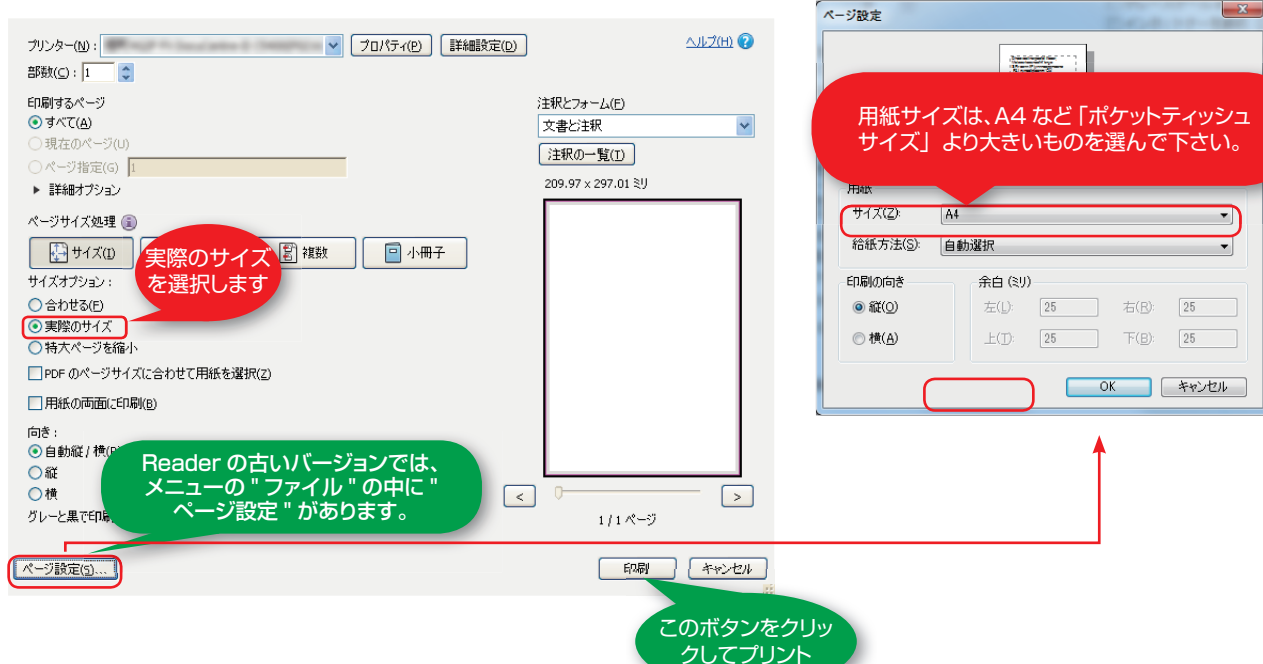 プリンター(N):
プロパティ(P)
詳細設定(D)
ヘルプ(H)
部数(C): 1
印刷するページ
すべて(A)
現在のページ(U)
ページ指定(G) 1
詳細オプション
ページサイズ処理
サイズ(I)
複数
小冊子
実際のサイズ
を選択します
サイズオプション:
合わせる(F)
実際のサイズ
特大ページを縮小
PDF のページサイズに合わせて用紙を選択(Z)
用紙の両面に印刷(B)
向き:
自動縦 / 横
縦
横
グレーと黒で印刷
Reader の古いバージョンでは、
メニューの " ファイル " の中に "
ページ設定 " があります。
ページ設定(S)...
注釈とフォーム(F)
文書と注釈
注釈の一覧(T)
209.97 x 297.01 ミリ
<
>
1 / 1 ページ
印刷
キャンセル
このボタンをクリッ
クしてプリント
ページ設定
用紙サイズは、A4 など「ポケットティッシュ
サイズ」より大きいものを選んで下さい。
用紙
サイズ(Z): A4
給紙方法(S): 自動選択
印刷の向き
縦(O)
横(A)
余白 (ミリ)
左(L): 25 右(R): 25
上(T): 25 下(B): 25
OK
キャンセル